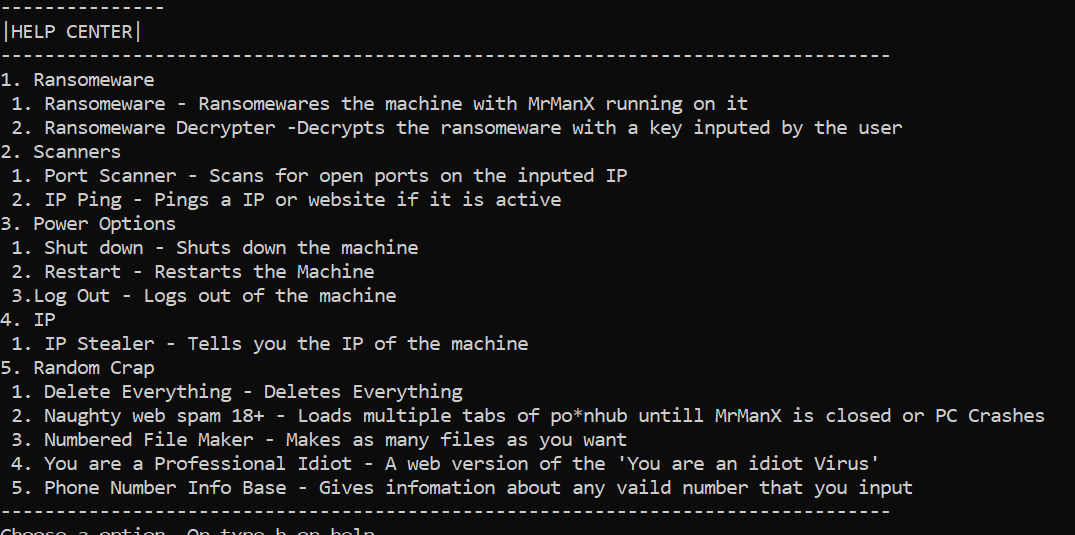 ---------------
|HELP CENTER|
---------------------------------------------------------------------------------
1. Ransomeware
 1. Ransomeware - Ransomewares the machine with MrManX running on it
 2. Ransomeware Decrypter -Decrypts the ransomeware with a key inputed by the user
2. Scanners
 1. Port Scanner - Scans for open ports on the inputed IP
 2. IP Ping - Pings a IP or website if it is active
3. Power Options
 1. Shut down - Shuts down the machine
 2. Restart - Restarts the Machine
 3.Log Out - Logs out of the machine
4. IP
 1. IP Stealer - Tells you the IP of the machine
5. Random Crap
 1. Delete Everything - Deletes Everything
 2. Naughty web spam 18+ - Loads multiple tabs of po*nhub untill MrManX is closed or PC Crashes
 3. Numbered File Maker - Makes as many files as you want
 4. You are a Professional Idiot - A web version of the 'You are an idiot Virus'
 5. Phone Number Info Base - Gives infomation about any vaild number that you input
---------------------------------------------------------------------------------
Choose a option. Or type h or help